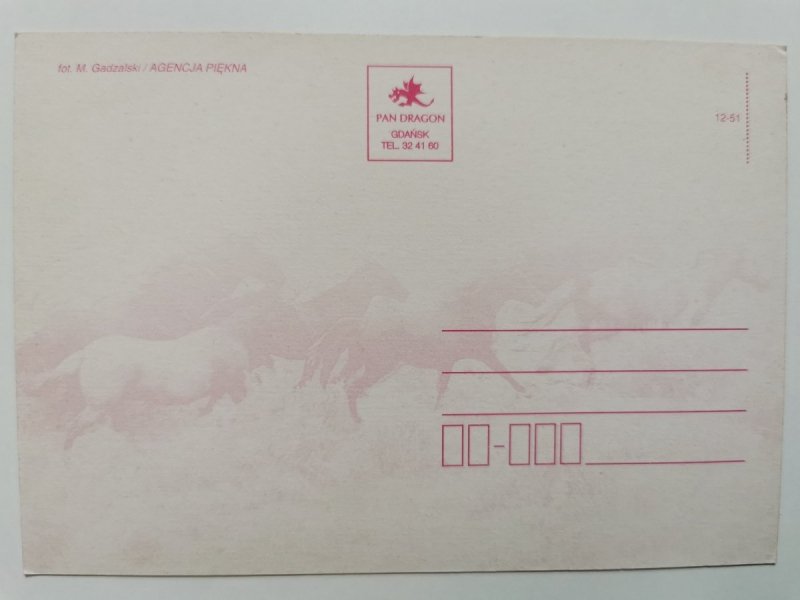 fot. M. Gadzalski / AGENCJA PIĘKNA
PAN DRAGON
GDAŃSK
TEL. 32 41 60
12-51